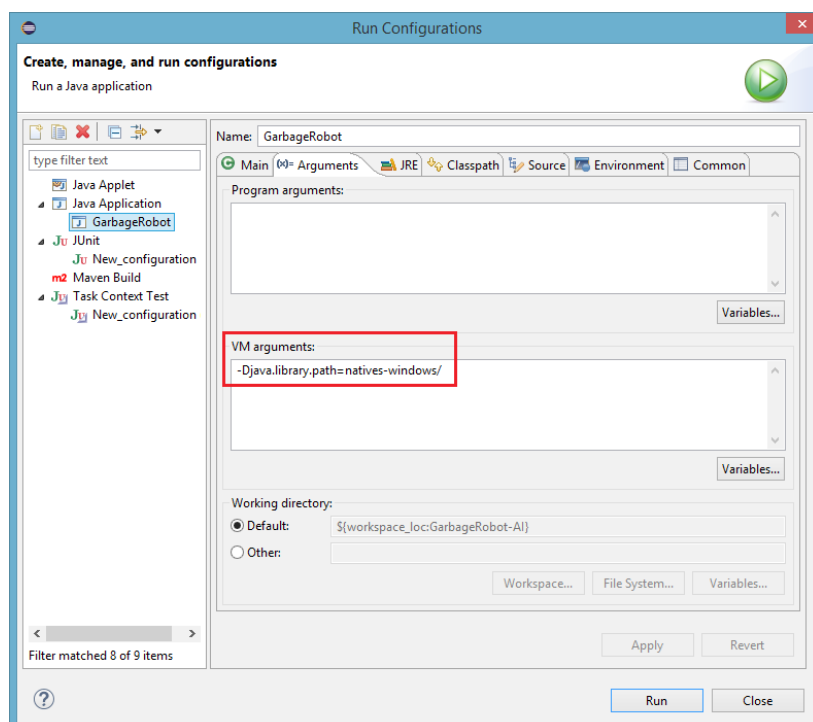 Run Configurations
Create, manage, and run configurations
Run a Java application
type filter text
Java Applet
Java Application
GarbageRobot
Ju JUnit
Ju New_configuration
m2 Maven Build
Task Context Test
New_configuration
Filter matched 8 of 9 items
Name: GarbageRobot
Main (x)= Arguments JRE Classpath Source Environment Common
Program arguments:
Variables...
VM arguments:
-Djava.library.path=natives-windows/
Variables...
Working directory:
Default: ${workspace_loc:GarbageRobot-AI}
Other:
Workspace... File System... Variables...
Apply Revert
? Run Close